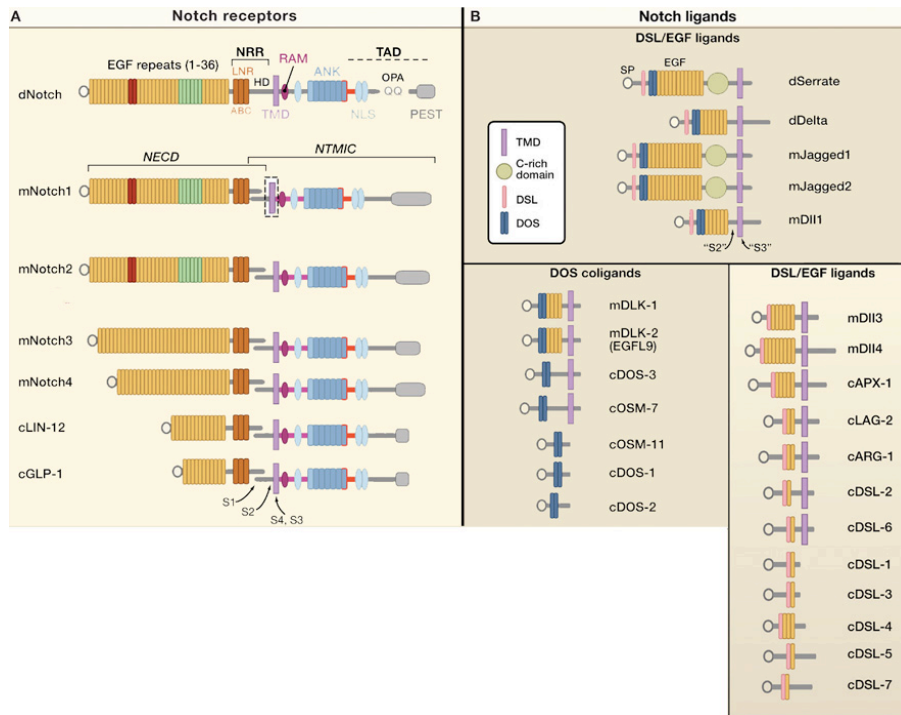 A
Notch receptors
EGF repeats (1-36)
NRR
LNR
HD
ABC
RAM
TMD
ANK
NLS
TAD
OPA
QQ
PEST
dNotch
NECD
NTMIC
mNotch1
mNotch2
mNotch3
mNotch4
cLIN-12
cGLP-1
S1
S2
S4, S3
B
Notch ligands
DSL/EGF ligands
SP
EGF
dSerrate
dDelta
mJagged1
mJagged2
mDll1
"S2"
"S3"
TMD
C-rich
domain
DSL
DOS
DOS coligands
mDLK-1
mDLK-2
(EGFL9)
cDOS-3
cOSM-7
cOSM-11
cDOS-1
cDOS-2
DSL/EGF ligands
mDll3
mDll4
cAPX-1
cLAG-2
cARG-1
cDSL-2
cDSL-6
cDSL-1
cDSL-3
cDSL-4
cDSL-5
cDSL-7